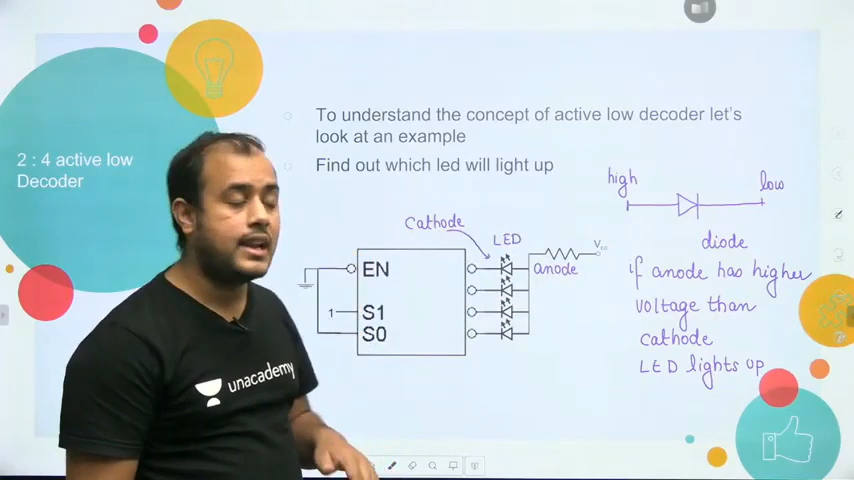 2 : 4 active low
Decoder
To understand the concept of active low decoder let's
look at an example
Find out which led will light up
high
low
diode
Cathode
LED
Vcc
anode
EN
1
S1
S0
if anode has higher
voltage than
cathode
LED lights up
unacademy